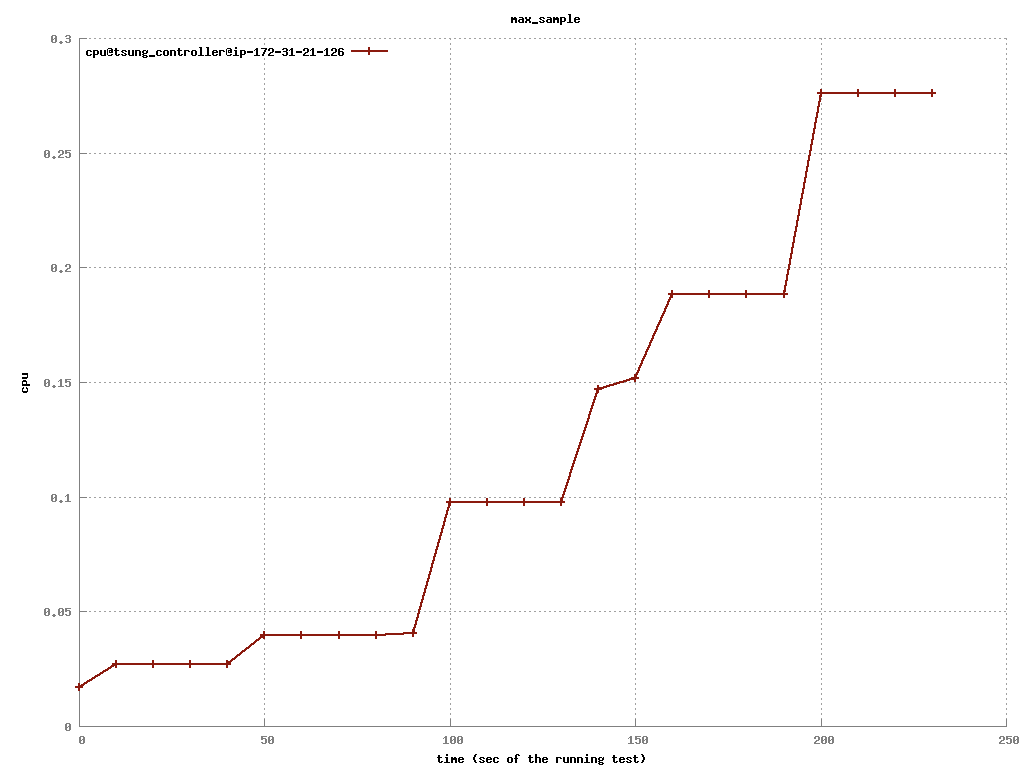 max_sample
cpu@tsung_controller@ip-172-31-21-126
0.3
0.25
0.2
0.15
0.1
0.05
0
cpu
0 50 100 150 200 250
time (sec of the running test)